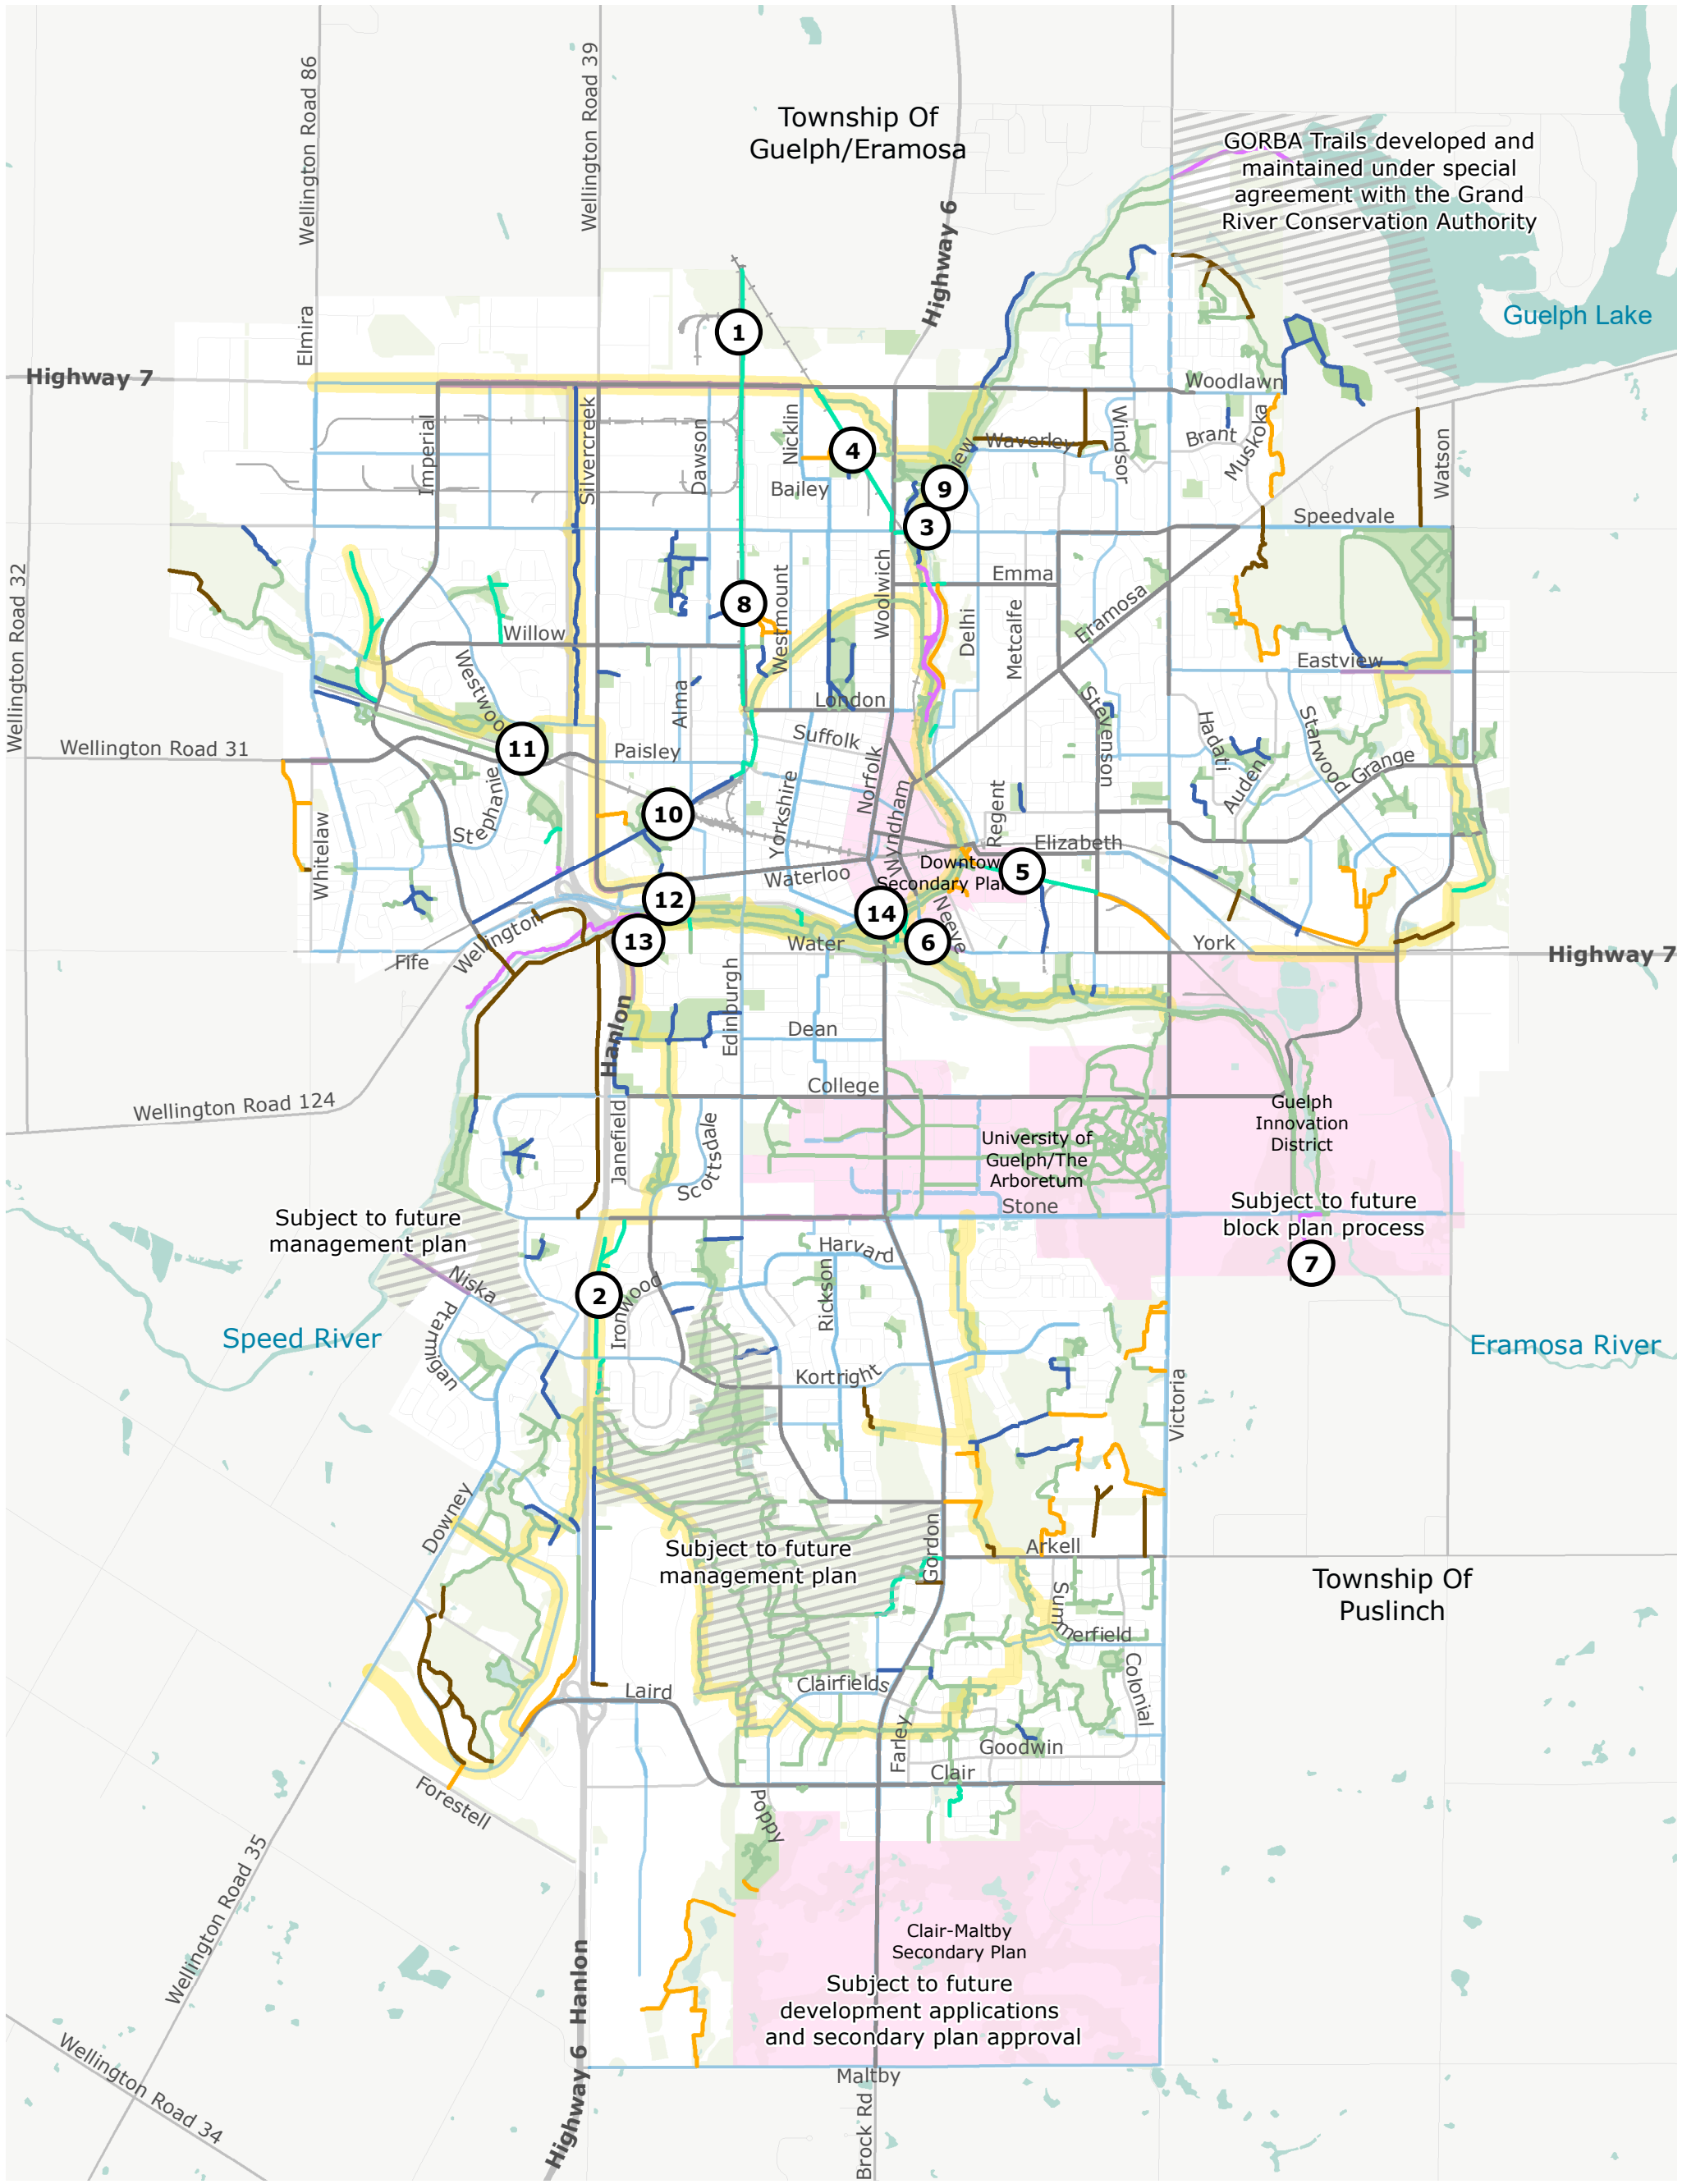 Wellington Road 86
Wellington Road 39
Township Of
Guelph/Eramosa
Highway 6
GORBA Trails developed and
maintained under special
agreement with the Grand
River Conservation Authority
Guelph Lake
Elmira
1
Highway 7
Woodlawn
Imperial
Silvercreek
Dawson
Nicklin
4
Bailey
Waverley
Windsor
Brant
Muskoka
Watson
9
3
Speedvale
Wellington Road 32
Emma
8
Westmount
Woolwich
Delhi
Metcalfe
Eramosa
Willow
Eastview
Westwoo
Alma
London
Stevenson
Hadati
Starwood
Suffolk
Norfolk
Wellington Road 31
11
Paisley
Grange
Auden
Stephanie
10
Yorkshire
Wyndham
Regent
Elizabeth
Whitelaw
Waterloo
Downtow
Secondary Plan
5
12
14
Neeve
Wellington
13
Water
6
York
Fife
Highway 7
Hanlon
Edinburgh
Dean
College
Wellington Road 124
Janefield
Scottsdale
University of
Guelph/The
Arboretum
Guelph
Innovation
District
Stone
Subject to future
management plan
Subject to future
block plan process
Harvard
7
Niska
2
Ironwood
Rickson
Ptarmigan
Speed River
Eramosa River
Kortright
Victoria
Downey
Subject to future
management plan
Gordon
Arkell
Township Of
Puslinch
Summerfield
Colonial
Laird
Clairfields
Farley
Goodwin
Clair
Forestell
Poppy
Wellington Road 35
Clair-Maltby
Secondary Plan
Subject to future
development applications
and secondary plan approval
Highway 6 Hanlon
Maltby
Wellington Road 34
Brock Rd